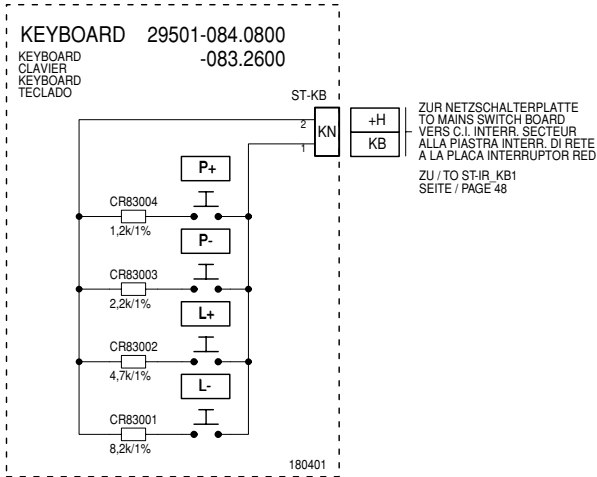 KEYBOARD 29501-084.0800
-083.2600
KEYBOARD
CLAVIER
KEYBOARD
TECLADO
ST-KB
2
KN
1
+H
KB
ZUR NETZSCHALTERPLATTE
TO MAINS SWITCH BOARD
VERS C.I. INTERR. SECTEUR
ALLA PIASTRA INTERR. DI RETE
A LA PLACA INTERRUPTOR RED
ZU / TO ST-IR_KB1
SEITE / PAGE 48
P+
CR83004
1,2k/1%
P-
CR83003
2,2k/1%
L+
CR83002
4,7k/1%
L-
CR83001
8,2k/1%
180401